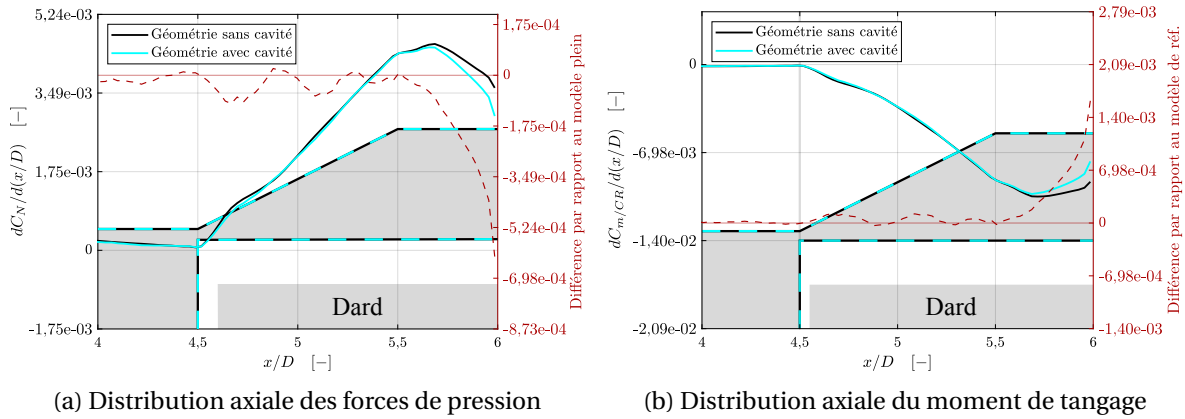 5,24e-03
3,49e-03
1,75e-03
0
-1,75e-03
dC_N/d(x/D) [−]
Géométrie sans cavité
Géométrie avec cavité
Dard
4
4,5
5
5,5
6
x/D [−]
1,75e-04
0
-1,75e-04
-3,49e-04
-5,24e-04
-6,98e-04
-8,73e-04
Différence par rapport au modèle plein
(a) Distribution axiale des forces de pression
0
-6,98e-03
-1,40e-02
-2,09e-02
dC_{m/CR}/d(x/D) [−]
Géométrie sans cavité
Géométrie avec cavité
Dard
4
4,5
5
5,5
6
x/D [−]
2,79e-03
2,09e-03
1,40e-03
6,98e-04
0
-6,98e-04
-1,40e-03
Différence par rapport au modèle de réf.
(b) Distribution axiale du moment de tangage